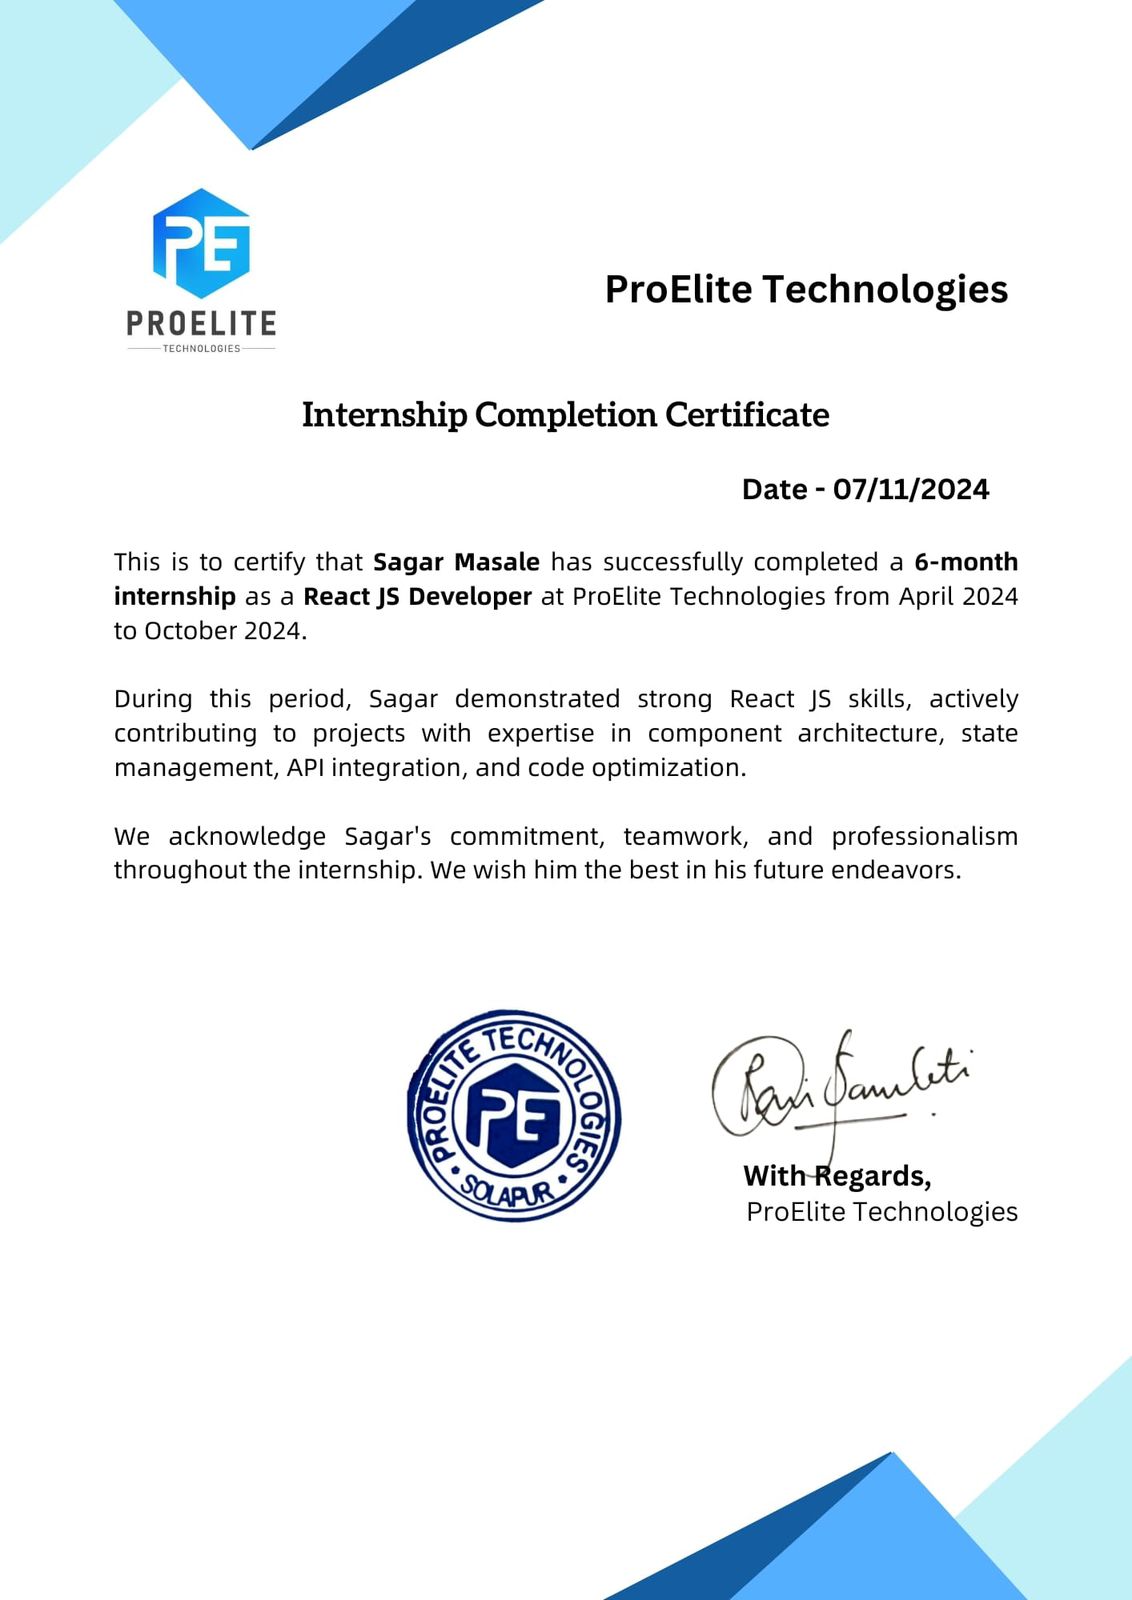 PE
PROELITE
TECHNOLOGIES
ProElite Technologies
Internship Completion Certificate
Date - 07/11/2024
This is to certify that Sagar Masale has successfully completed a 6-month
internship as a React JS Developer at ProElite Technologies from April 2024
to October 2024.
During this period, Sagar demonstrated strong React JS skills, actively
contributing to projects with expertise in component architecture, state
management, API integration, and code optimization.
We acknowledge Sagar's commitment, teamwork, and professionalism
throughout the internship. We wish him the best in his future endeavors.
PROELITE TECHNOLOGIES
PE
SOLAPUR
With Regards,
ProElite Technologies